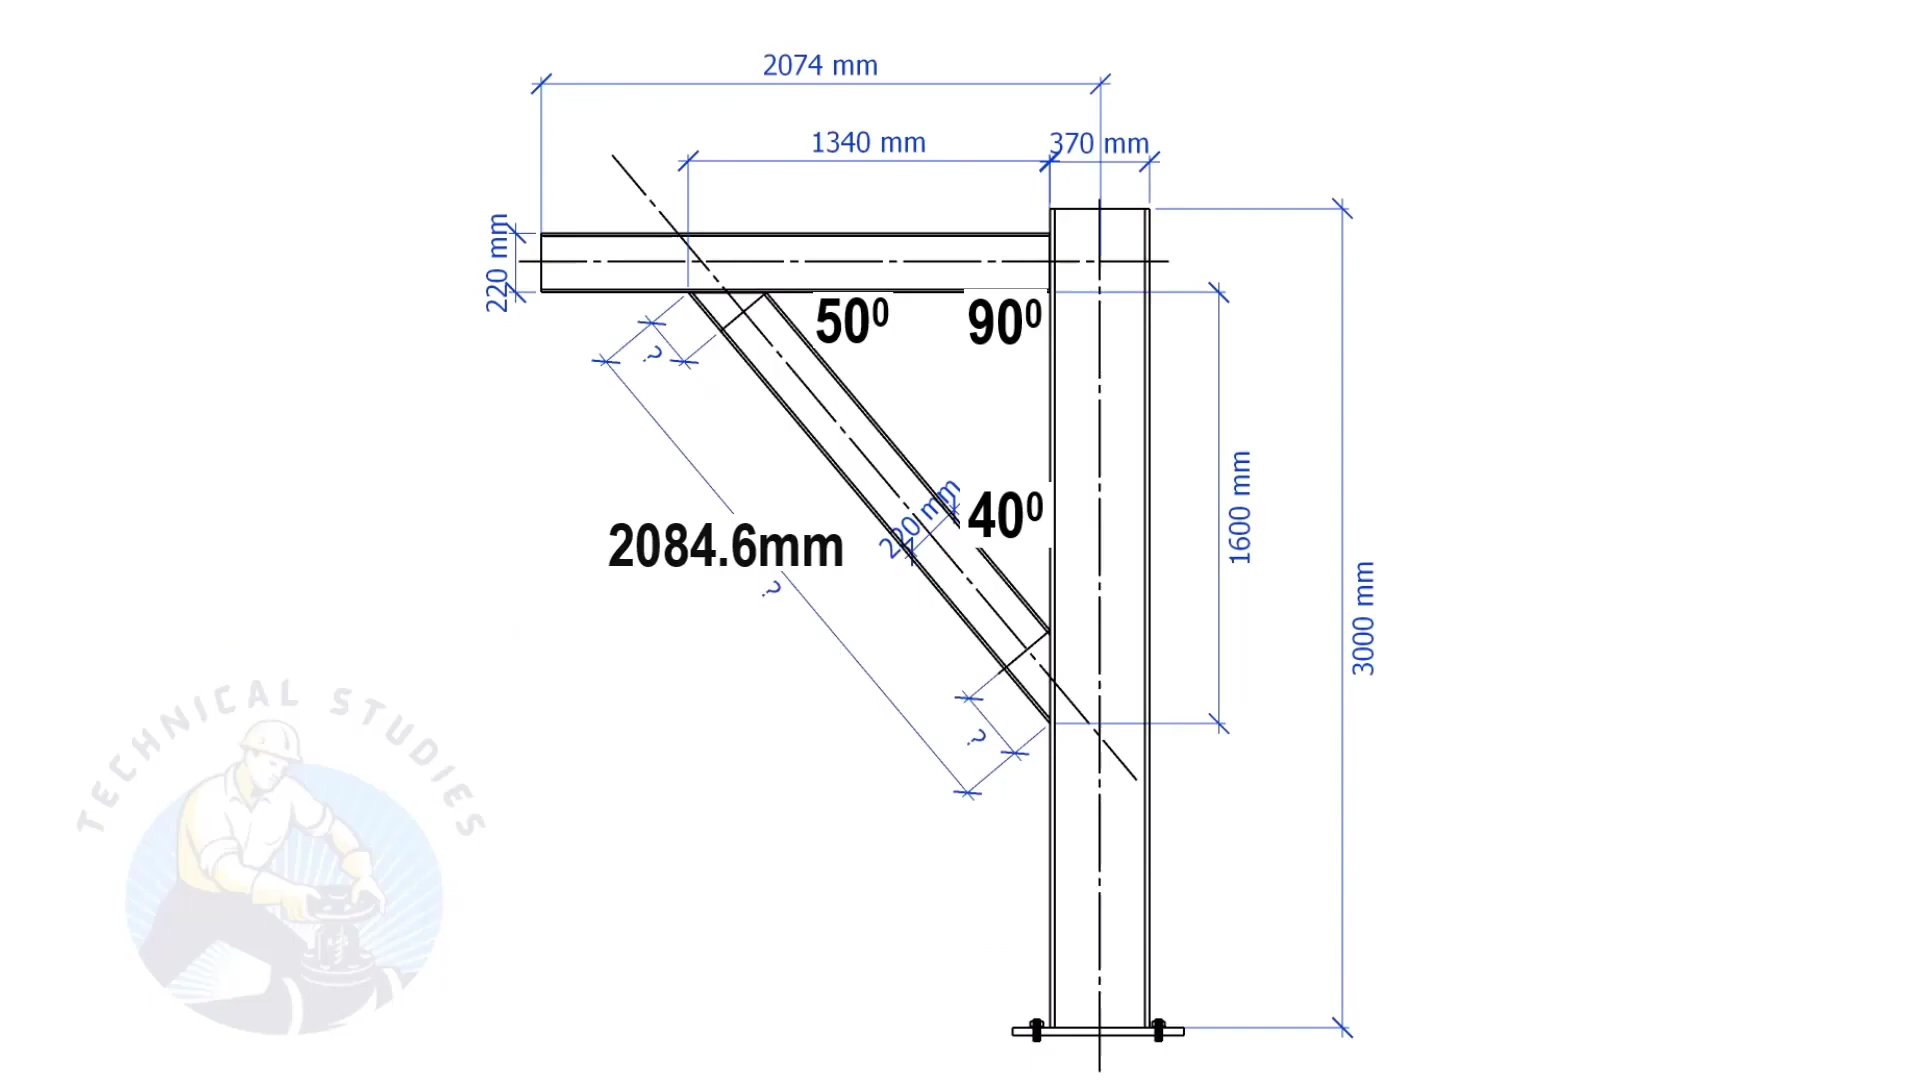 2074 mm
1340 mm
370 mm
220 mm
50⁰
90⁰
?
220 mm
40⁰
2084.6mm
?
1600 mm
3000 mm
?
TECHNICAL STUDIES